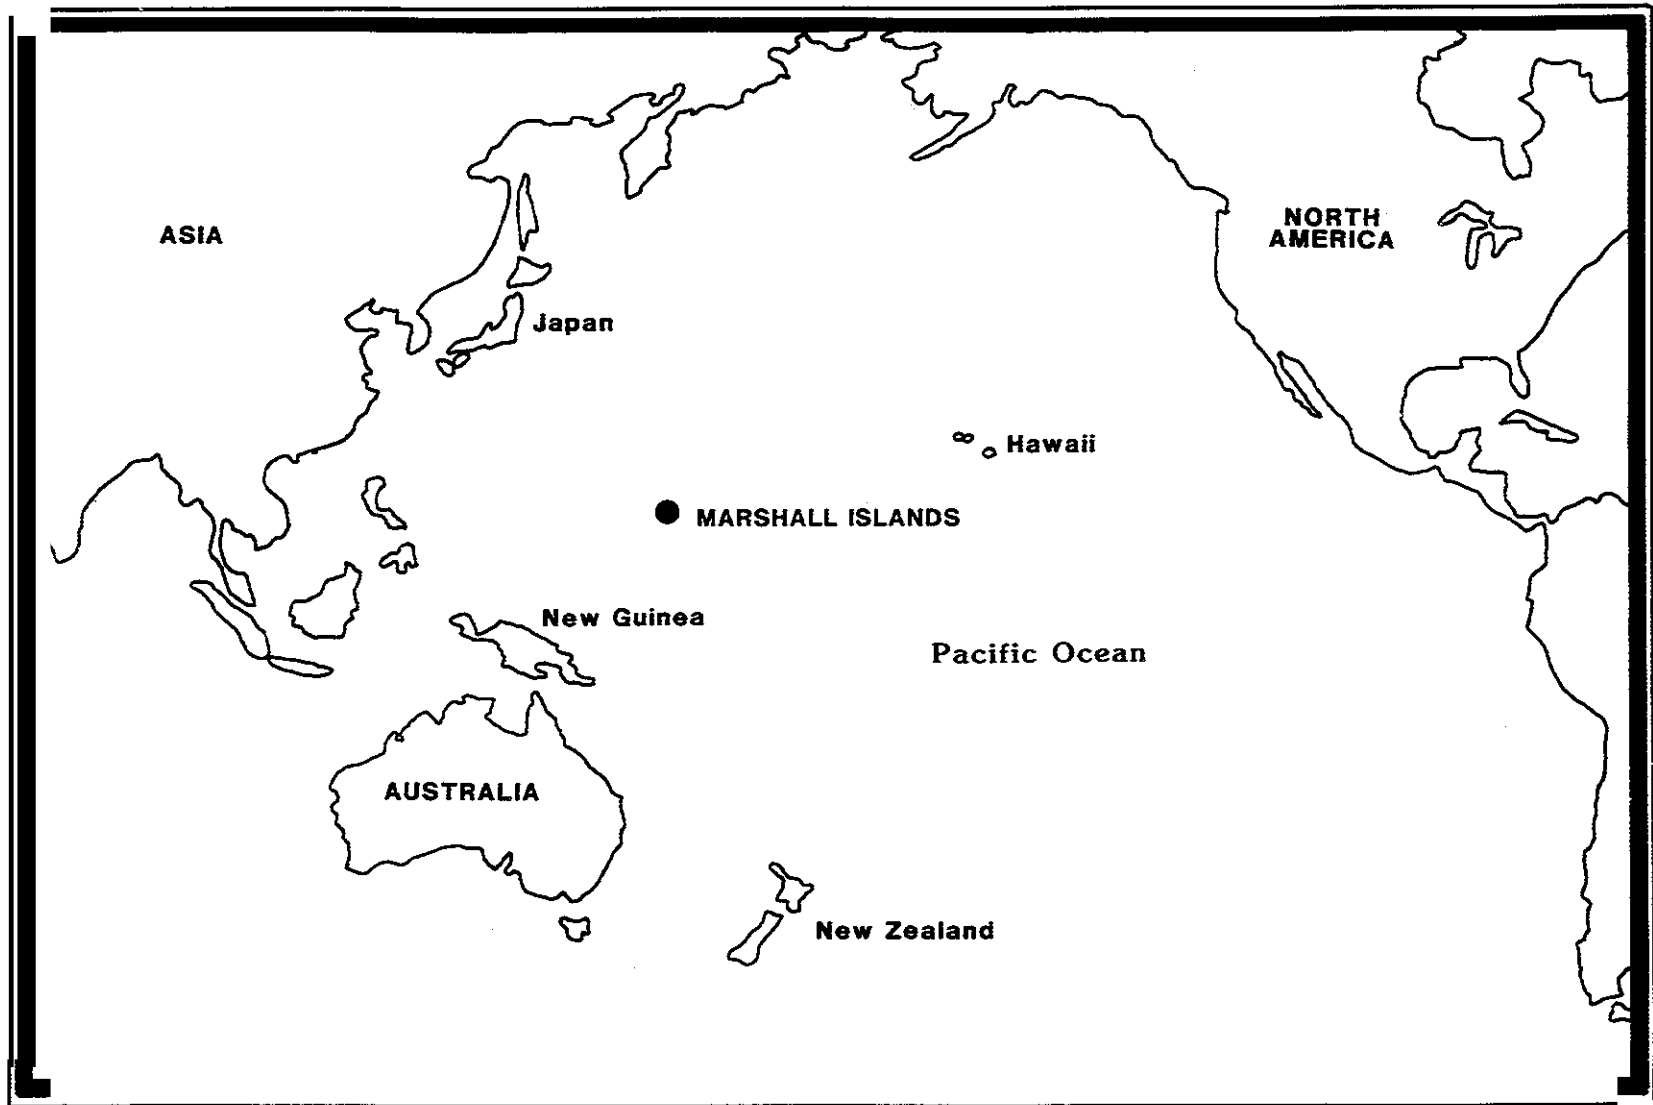 NORTH
AMERICA
ASIA
Japan
Hawaii
MARSHALL ISLANDS
New Guinea
Pacific Ocean
AUSTRALIA
New Zealand